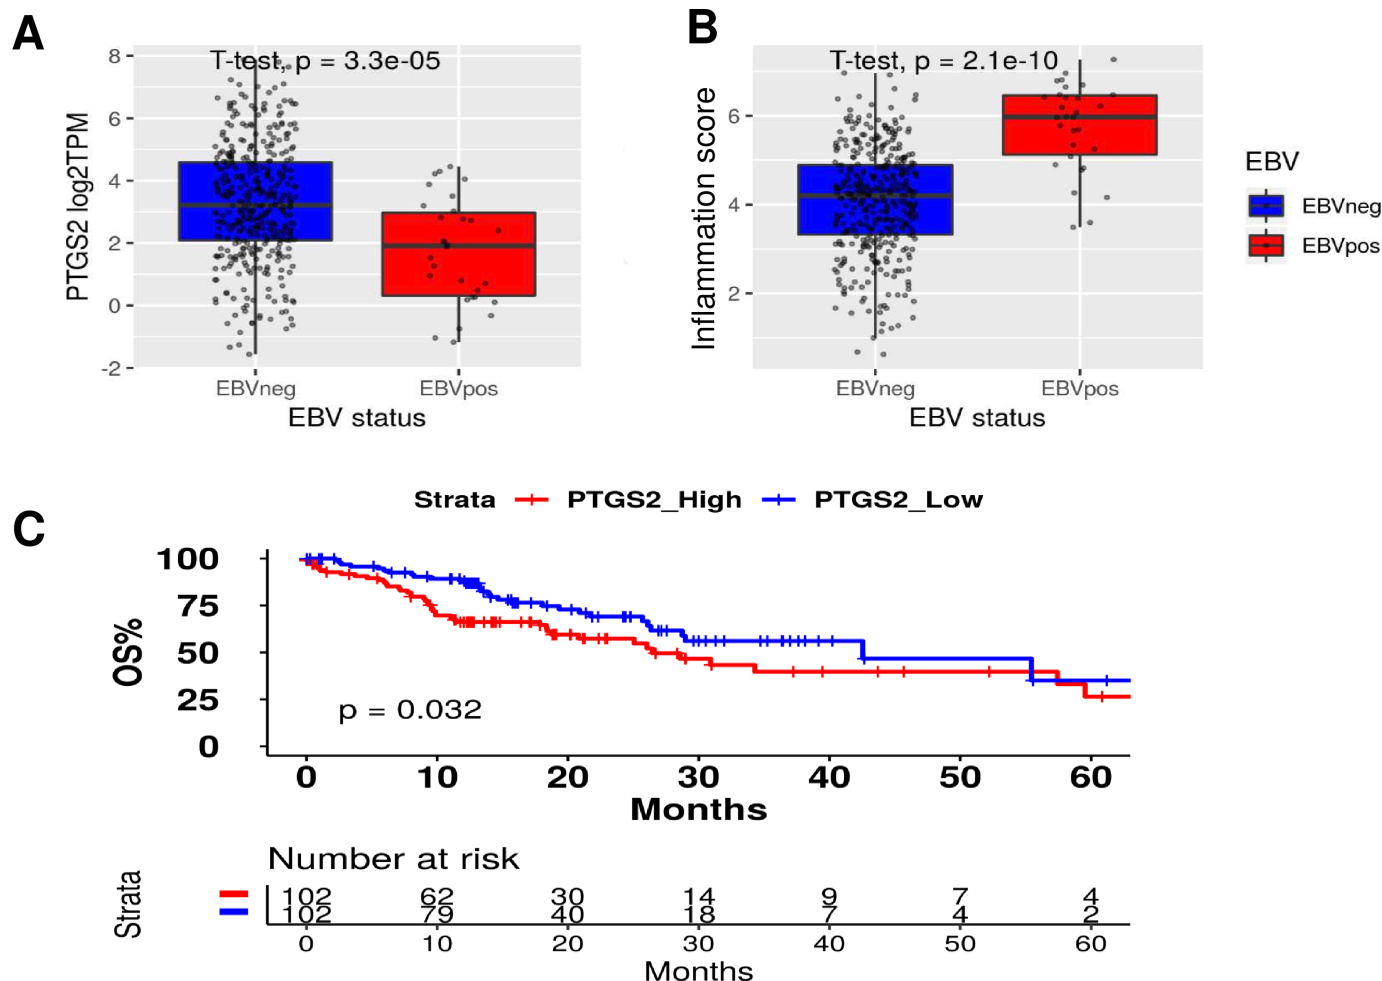 A
T-test, p = 3.3e-05
PTGS2 log2TPM
8
6
4
2
0
-2
EBVneg
EBVpos
EBV status
B
T-test, p = 2.1e-10
Inflammation score
6
4
2
EBVneg
EBVpos
EBV status
EBV
EBVneg
EBVpos
C
Strata PTGS2_High PTGS2_Low
OS%
100
75
50
25
0
p = 0.032
0 10 20 30 40 50 60
Months
Number at risk
Strata
102 62 30 14 9 7 4
102 79 40 18 7 4 2
0 10 20 30 40 50 60
Months